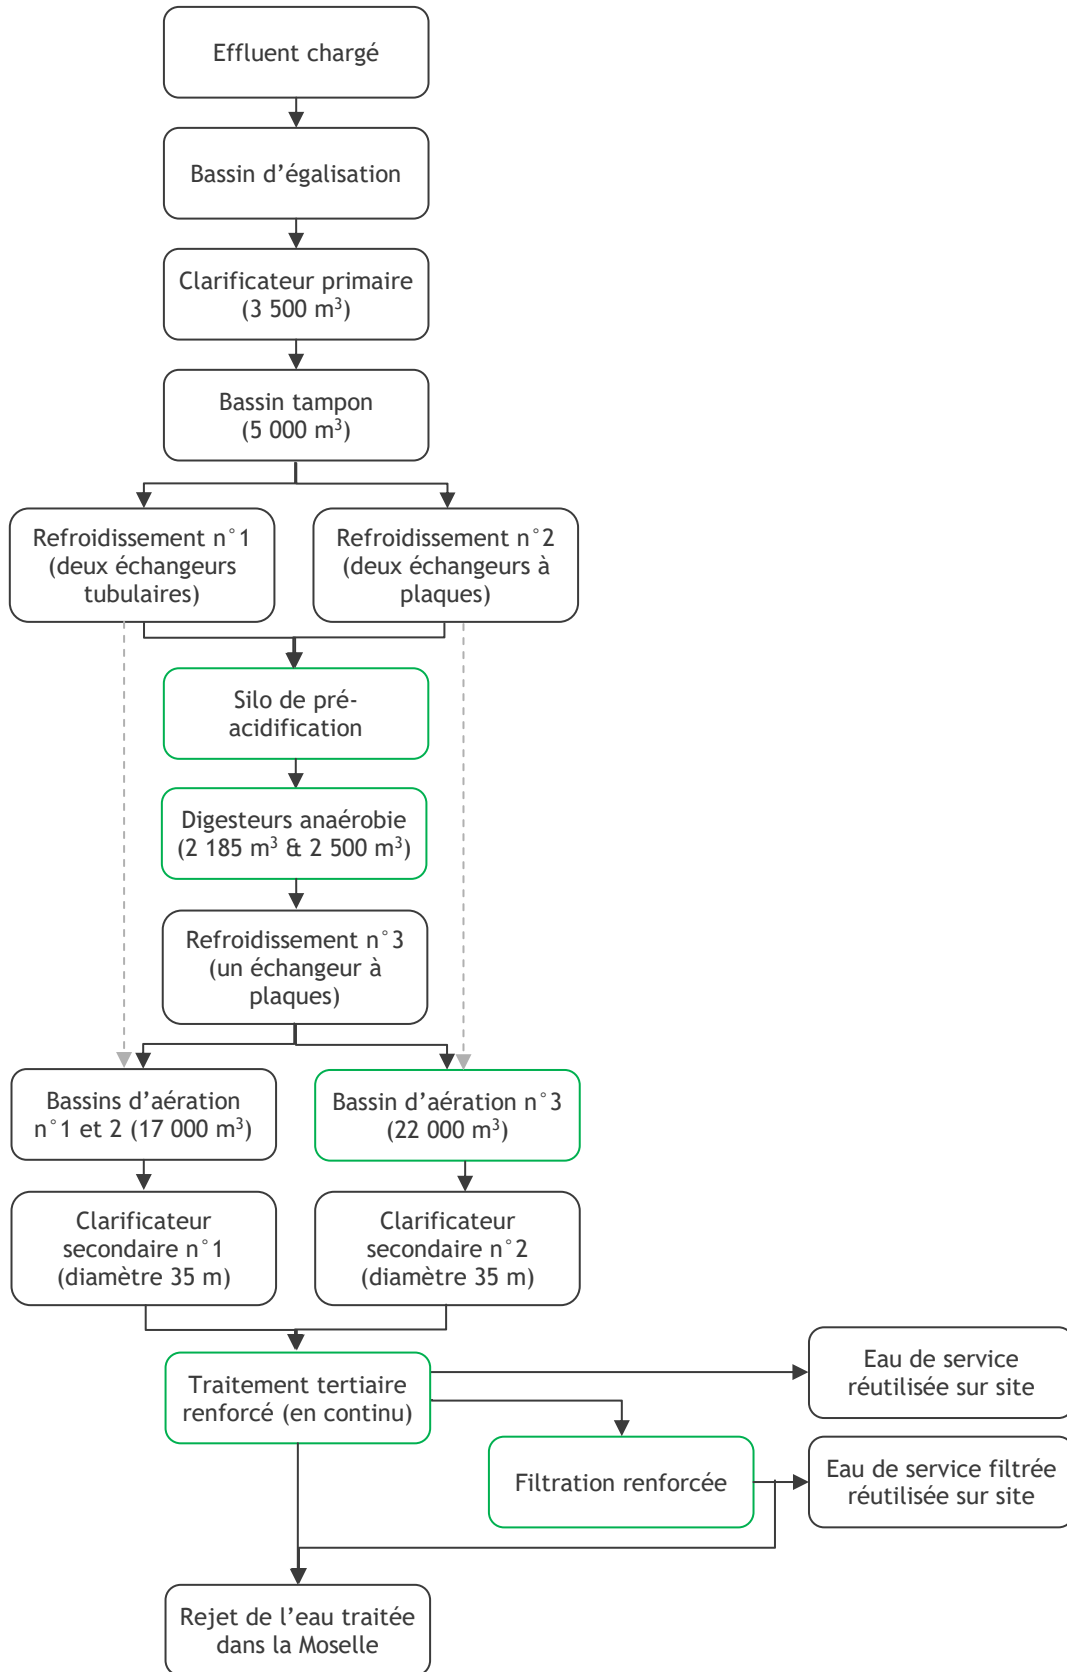 Effluent chargé
Bassin d’égalisation
Clarificateur primaire
(3 500 m³)
Bassin tampon
(5 000 m³)
Refroidissement n°1
(deux échangeurs
tubulaires)
Refroidissement n°2
(deux échangeurs à
plaques)
Silo de pré-
acidification
Digesteurs anaérobie
(2 185 m³ & 2 500 m³)
Refroidissement n°3
(un échangeur à
plaques)
Bassins d’aération
n°1 et 2 (17 000 m³)
Bassin d’aération n°3
(22 000 m³)
Clarificateur
secondaire n°1
(diamètre 35 m)
Clarificateur
secondaire n°2
(diamètre 35 m)
Traitement tertiaire
renforcé (en continu)
Eau de service
réutilisée sur site
Filtration renforcée
Eau de service filtrée
réutilisée sur site
Rejet de l’eau traitée
dans la Moselle